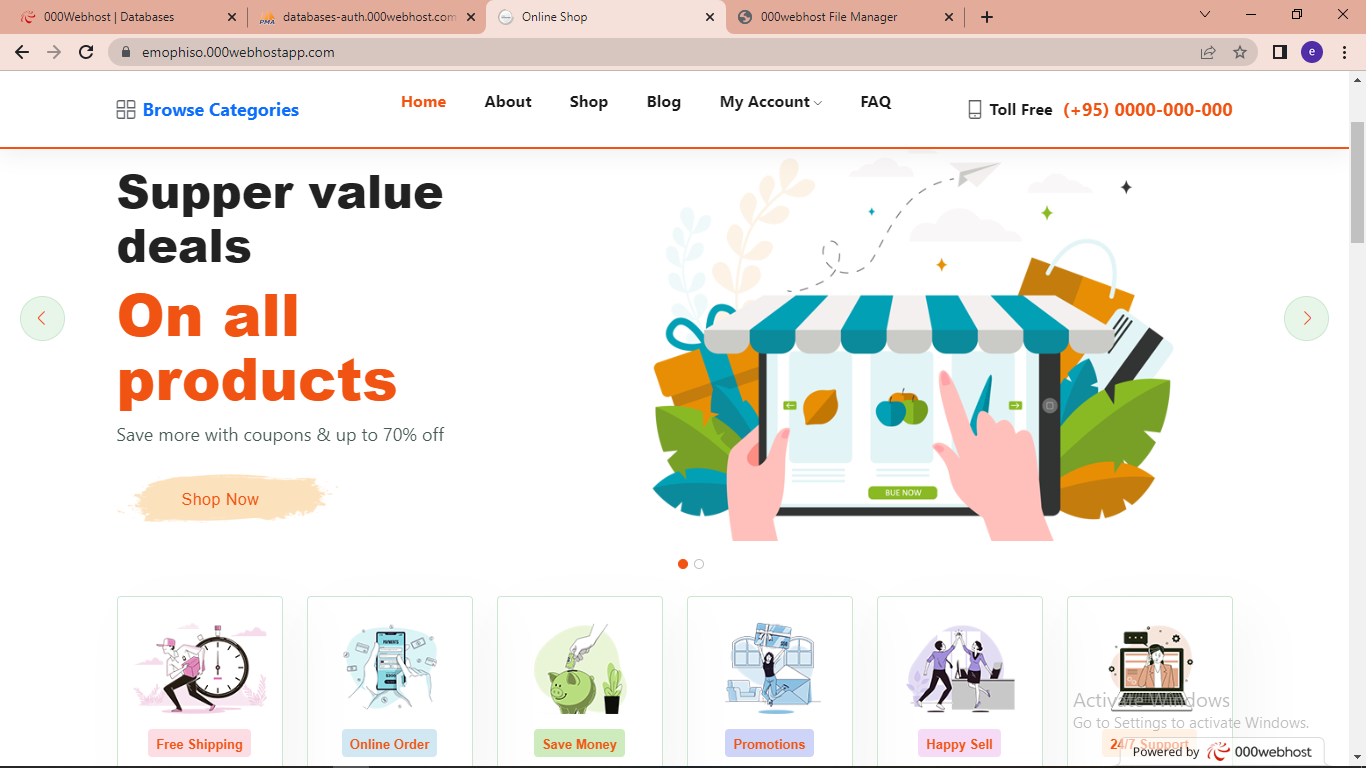 000Webhost | Databases
PMA
databases-auth.000webhost.com
Online Shop
000webhost File Manager
emophiso.000webhostapp.com
e
Browse Categories
Home
About
Shop
Blog
My Account
FAQ
Toll Free (+95) 0000-000-000
Supper value
deals
On all
products
Save more with coupons & up to 70% off
Shop Now
BUE NOW
PAYMENTS
Free Shipping
Online Order
Save Money
Promotions
Happy Sell
24/7 Support
Activate Windows
Go to Settings to activate Windows.
Powered by 000webhost